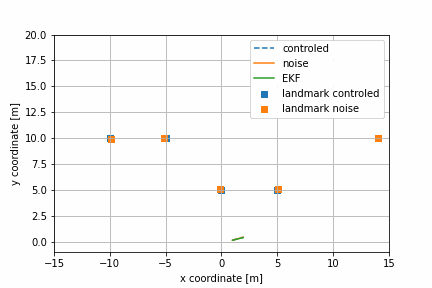 20.0
17.5
15.0
12.5
10.0
7.5
5.0
2.5
0.0
y coordinate [m]
controled
noise
EKF
landmark controled
landmark noise
−15 −10 −5 0 5 10 15
x coordinate [m]